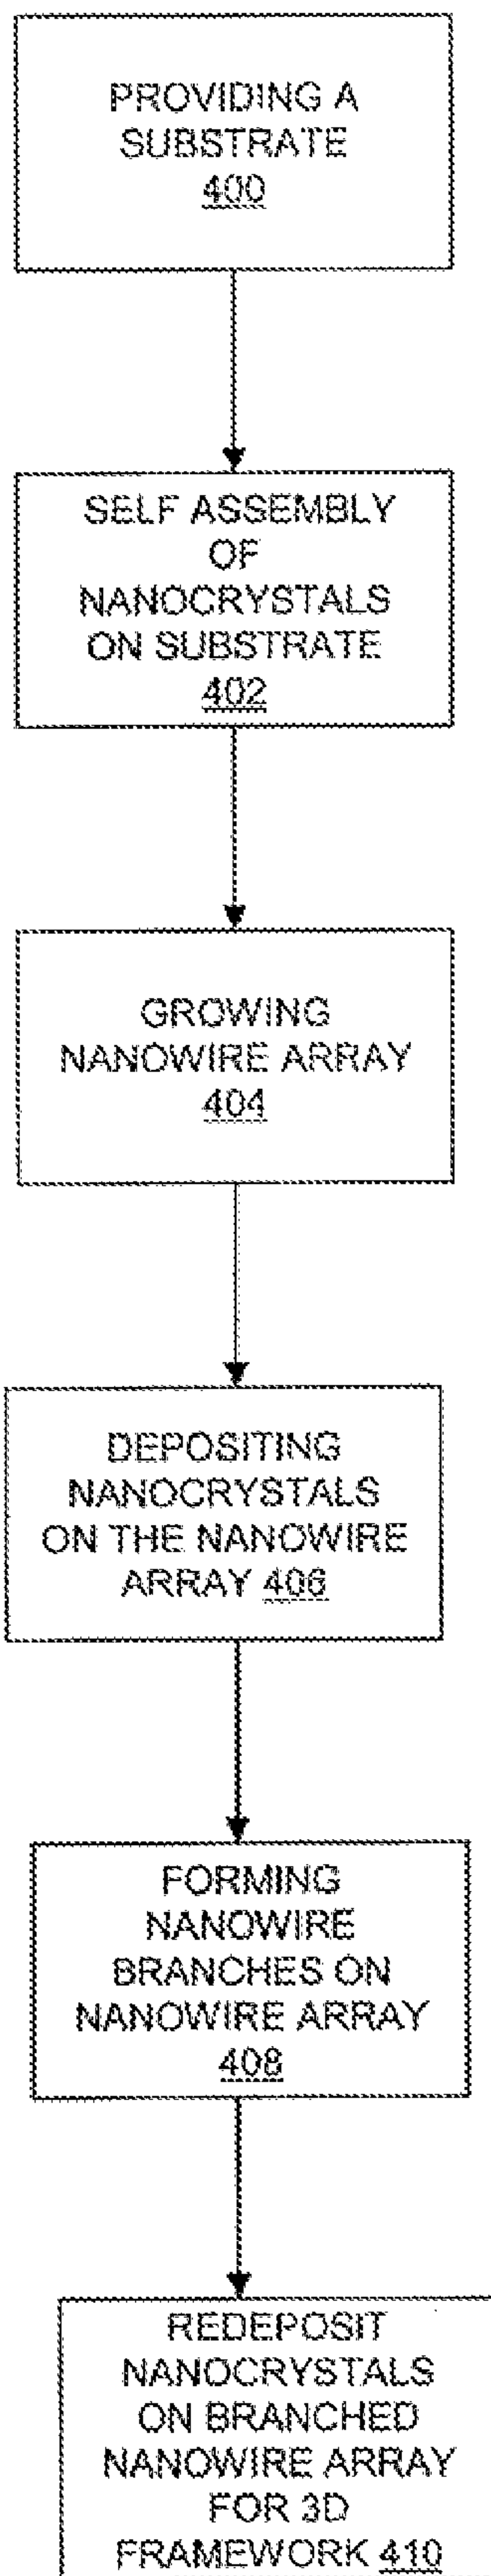 PROVIDING A
SUBSTRATE
400
SELF ASSEMBLY
OF
NANOCRYSTALS
ON SUBSTRATE
402
GROWING
NANOWIRE ARRAY
404
DEPOSITING
NANOCRYSTALS
ON THE NANOWIRE
ARRAY 406
FORMING
NANOWIRE
BRANCHES ON
NANOWIRE ARRAY
408
REDEPOSIT
NANOCRYSTALS
ON BRANCHED
NANOWIRE ARRAY
FOR 3D
FRAMEWORK 410